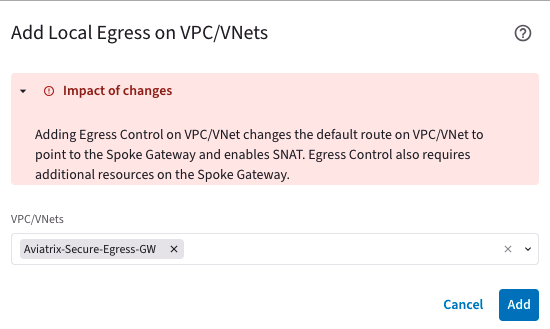 Add Local Egress on VPC/VNets
Impact of changes
Adding Egress Control on VPC/VNet changes the default route on VPC/VNet to
point to the Spoke Gateway and enables SNAT. Egress Control also requires
additional resources on the Spoke Gateway.
VPC/VNets
Aviatrix-Secure-Egress-GW
Cancel Add